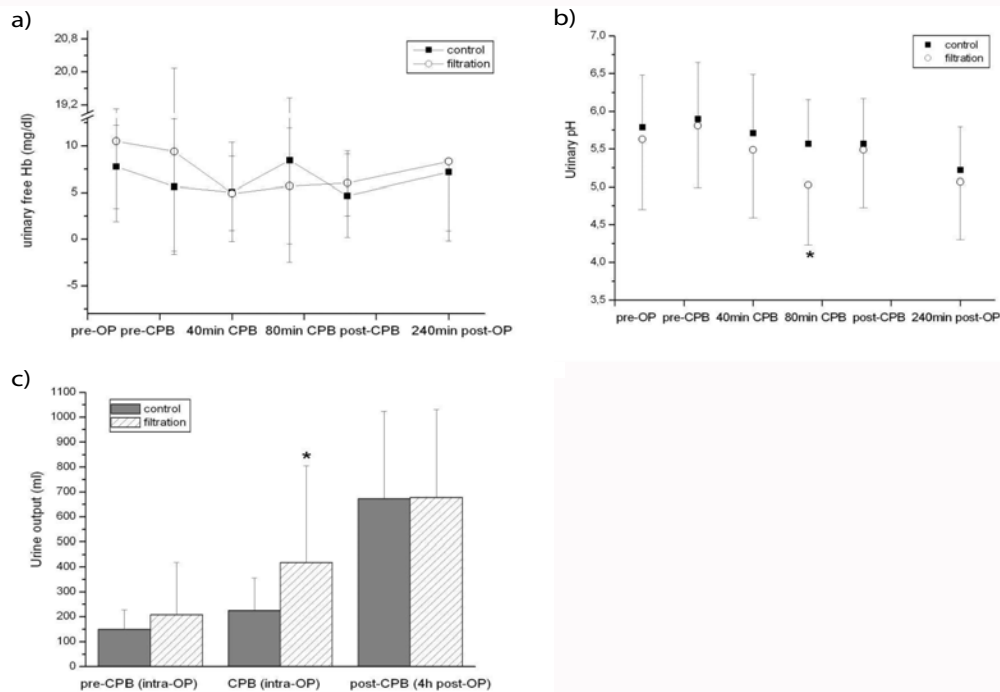 a)
20,8
20,0
19,2
10
5
0
-5
urinary free Hb (mg/dl)
control
filtration
pre-OP pre-CPB 40min CPB 80min CPB post-CPB 240min post-OP
b)
7,0
6,5
6,0
5,5
5,0
4,5
4,0
3,5
Urinary pH
control
filtration
*
pre-OP pre-CPB 40min CPB 80min CPB post-CPB 240min post-OP
c)
1100
1000
900
800
700
600
500
400
300
200
100
0
Urine output (ml)
control
filtration
*
pre-CPB (intra-OP) CPB (intra-OP) post-CPB (4h post-OP)